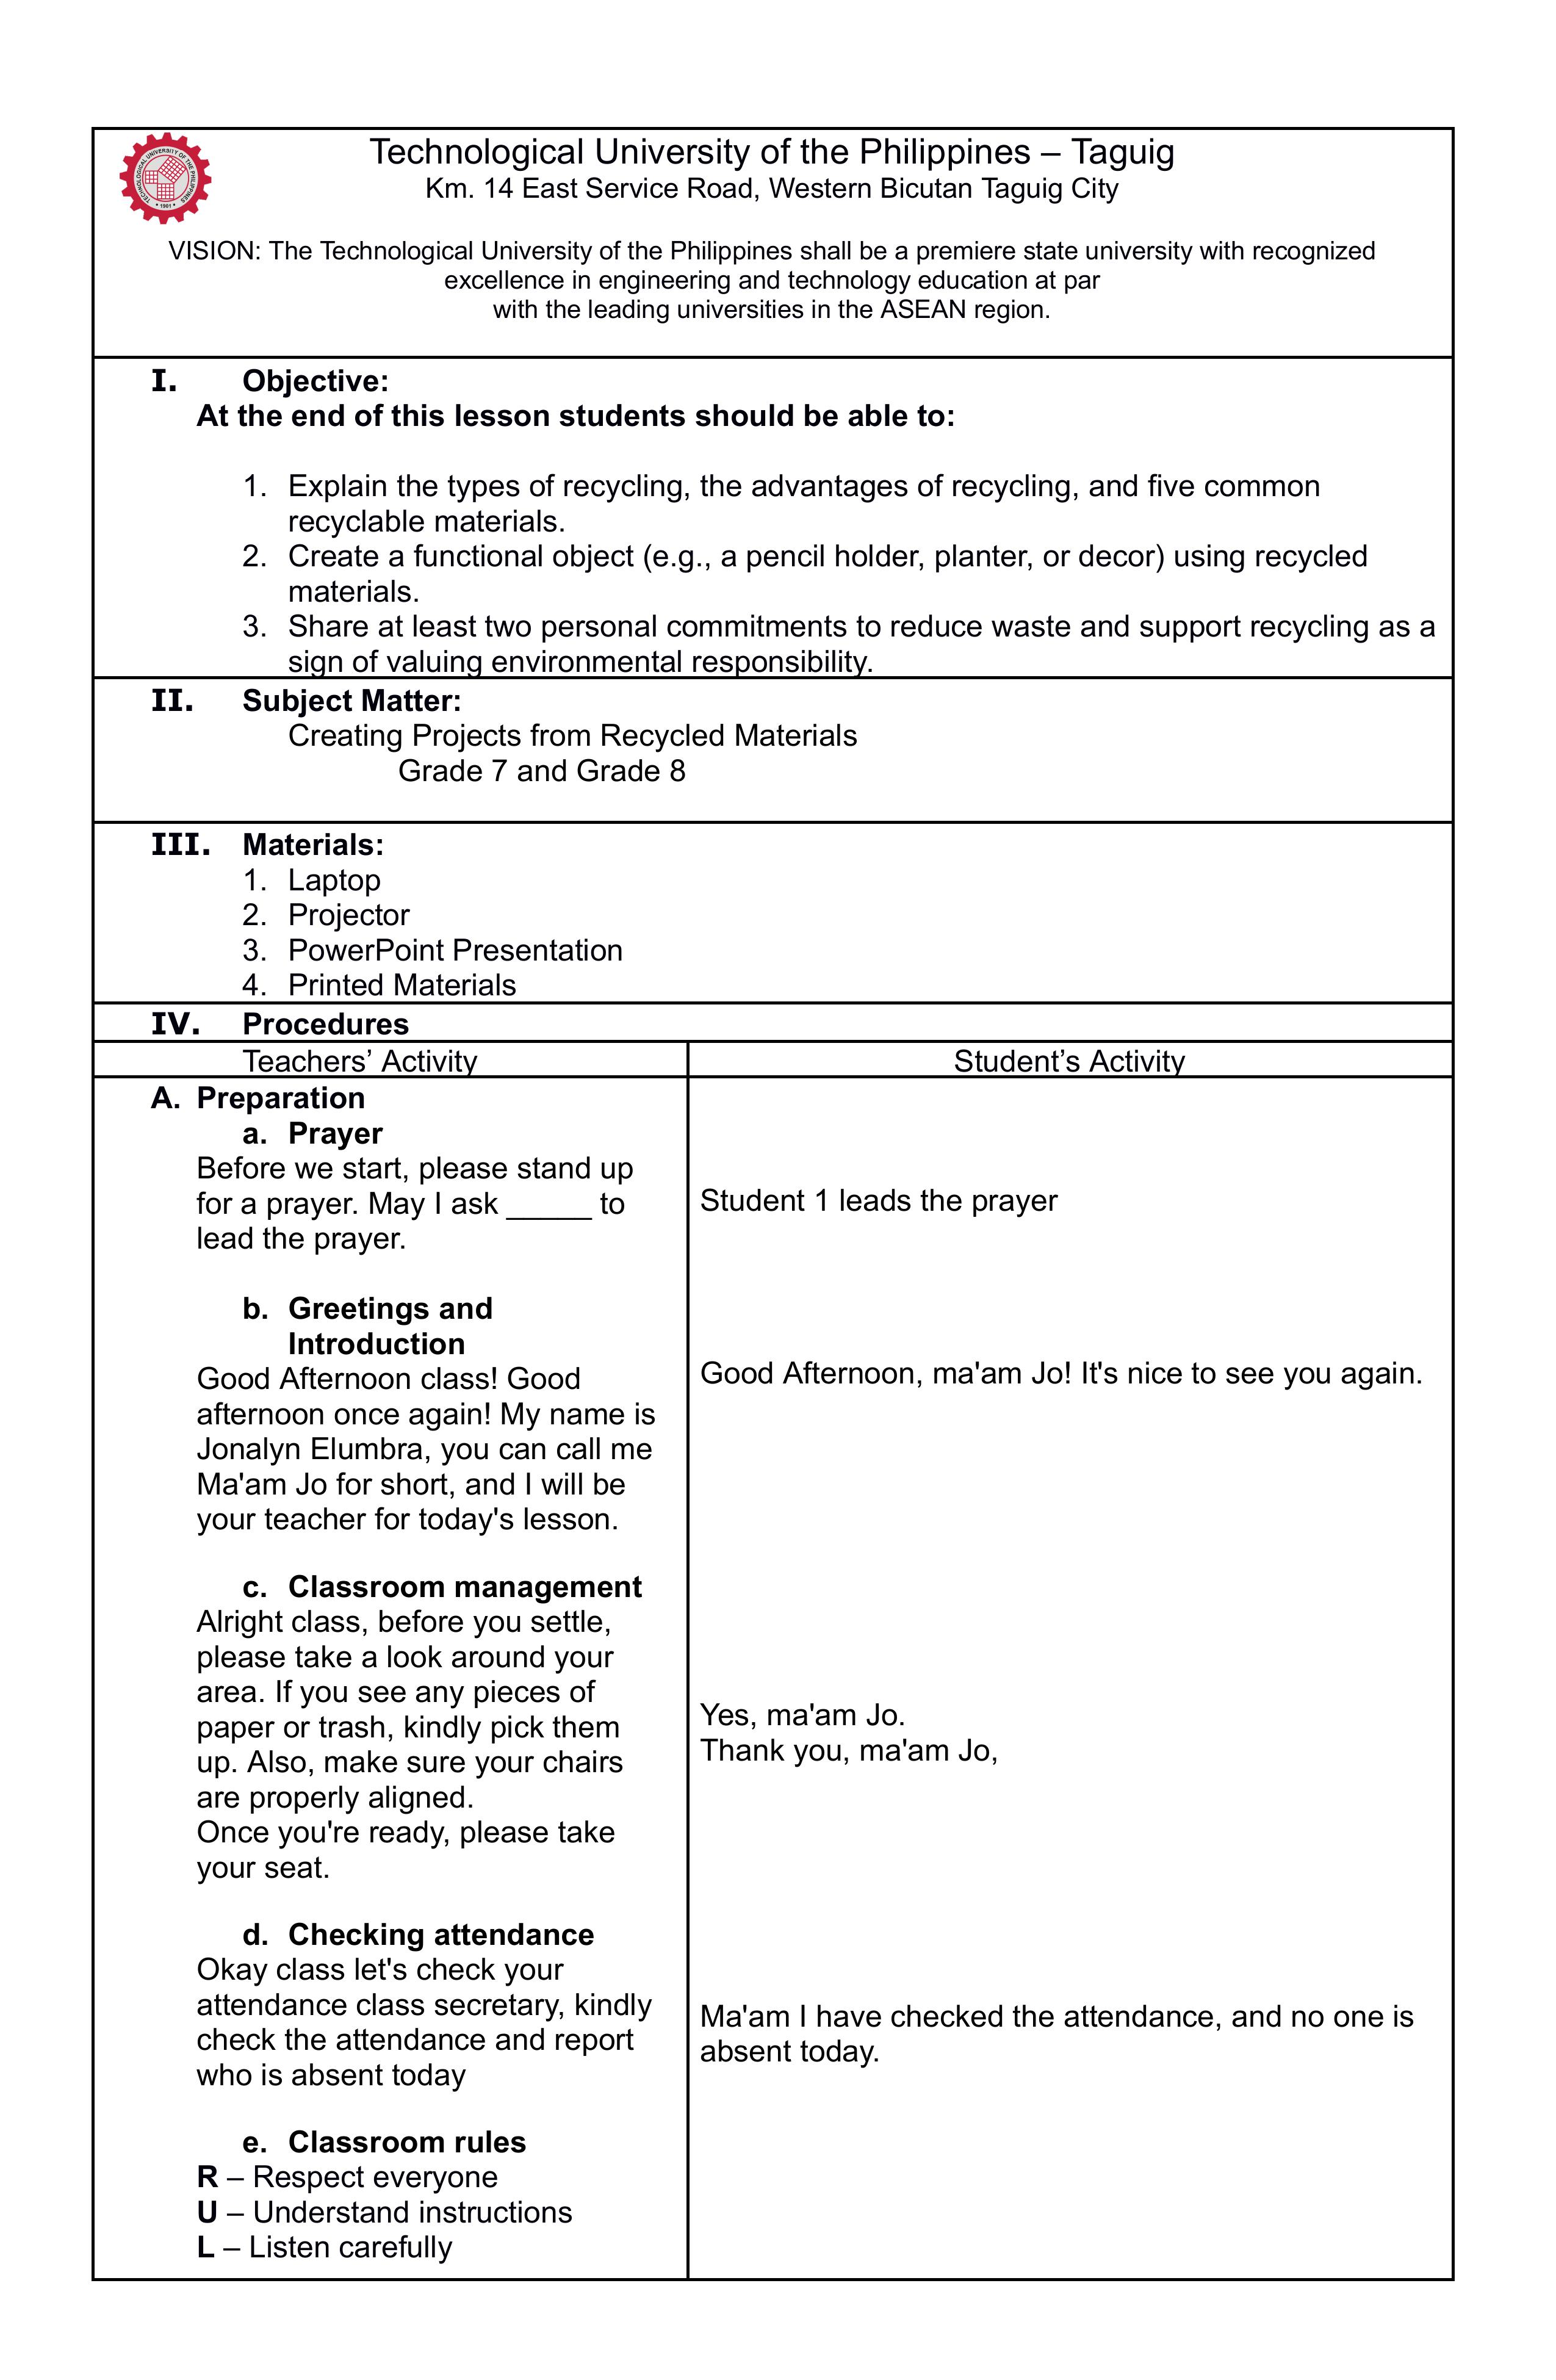 Technological University of the Philippines – Taguig
Km. 14 East Service Road, Western Bicutan Taguig City
TECHNOLOGICAL UNIVERSITY OF THE PHILIPPINES
• 1901 •
VISION: The Technological University of the Philippines shall be a premiere state university with recognized
excellence in engineering and technology education at par
with the leading universities in the ASEAN region.
I. Objective:
At the end of this lesson students should be able to:
1. Explain the types of recycling, the advantages of recycling, and five common
recyclable materials.
2. Create a functional object (e.g., a pencil holder, planter, or decor) using recycled
materials.
3. Share at least two personal commitments to reduce waste and support recycling as a
sign of valuing environmental responsibility.
II. Subject Matter:
Creating Projects from Recycled Materials
Grade 7 and Grade 8
III. Materials:
1. Laptop
2. Projector
3. PowerPoint Presentation
4. Printed Materials
IV. Procedures
Teachers’ Activity
Student’s Activity
A. Preparation
a. Prayer
Before we start, please stand up
for a prayer. May I ask _____ to
lead the prayer.
Student 1 leads the prayer
b. Greetings and
Introduction
Good Afternoon class! Good
afternoon once again! My name is
Jonalyn Elumbra, you can call me
Ma'am Jo for short, and I will be
your teacher for today's lesson.
Good Afternoon, ma'am Jo! It's nice to see you again.
c. Classroom management
Alright class, before you settle,
please take a look around your
area. If you see any pieces of
paper or trash, kindly pick them
up. Also, make sure your chairs
are properly aligned.
Once you're ready, please take
your seat.
Yes, ma'am Jo.
Thank you, ma'am Jo,
d. Checking attendance
Okay class let's check your
attendance class secretary, kindly
check the attendance and report
who is absent today
Ma'am I have checked the attendance, and no one is
absent today.
e. Classroom rules
R – Respect everyone
U – Understand instructions
L – Listen carefully